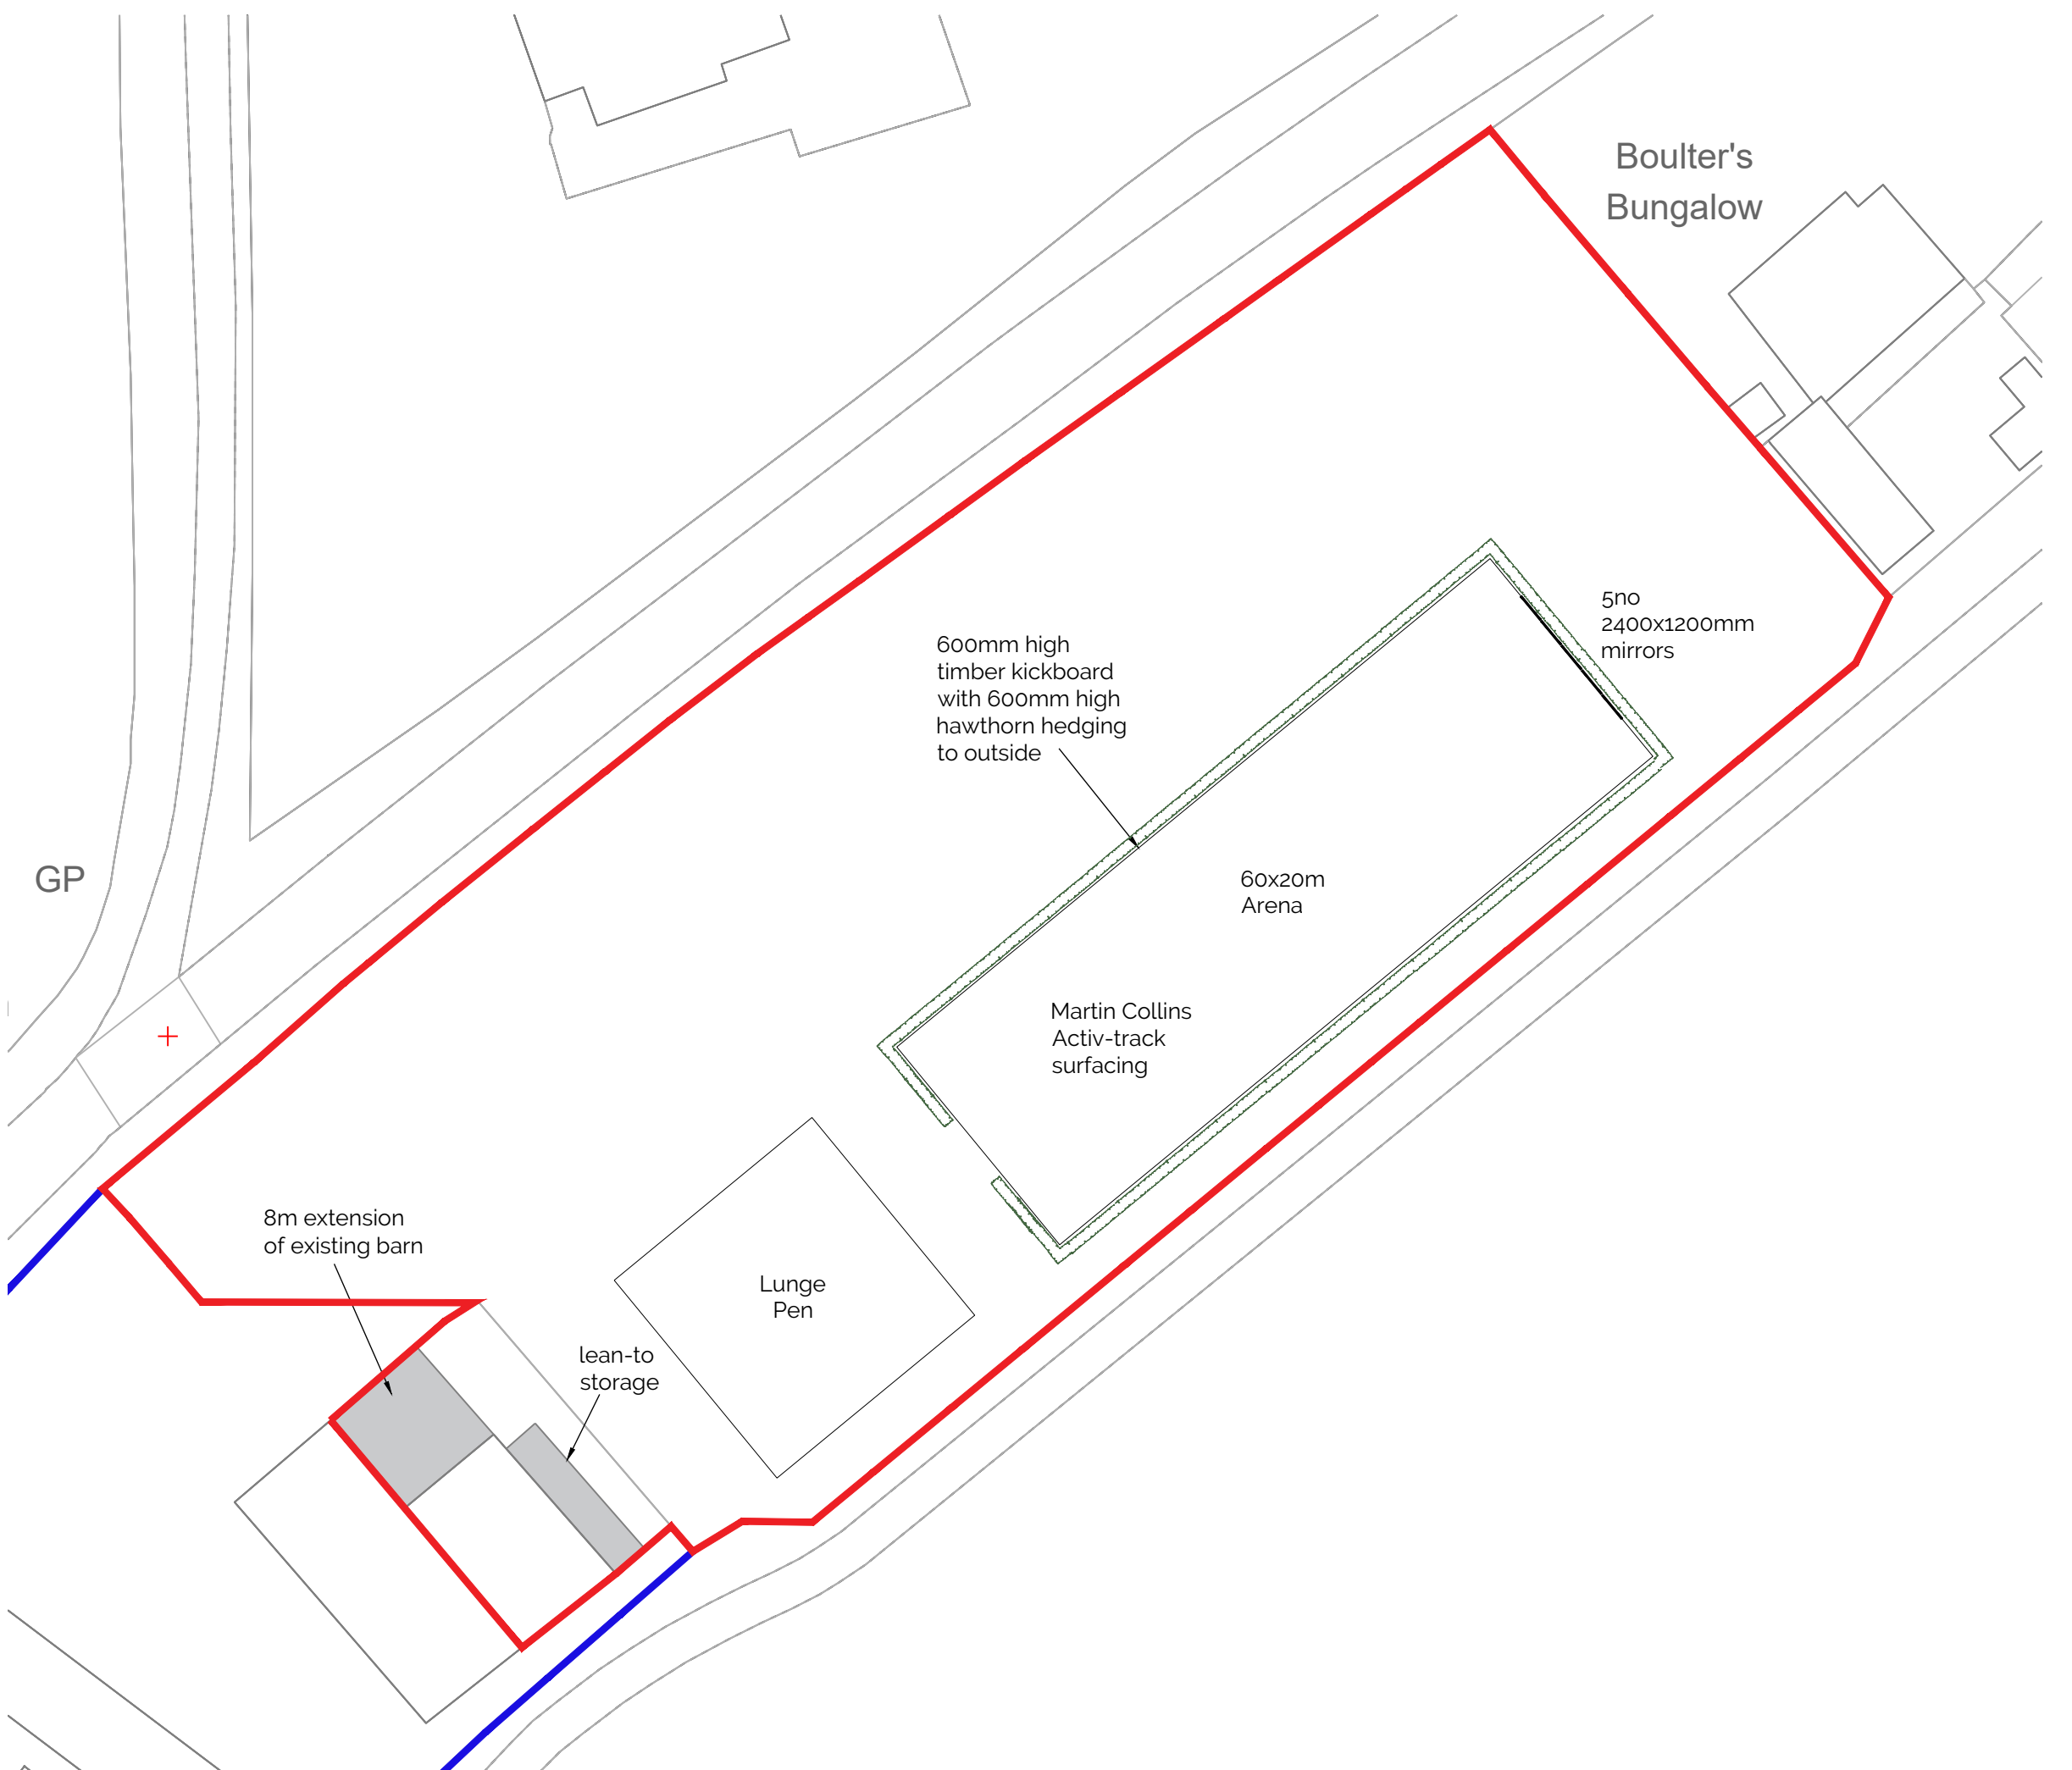 Boulter's
Bungalow
5no
2400x1200mm
mirrors
600mm high
timber kickboard
with 600mm high
hawthorn hedging
to outside
GP
60x20m
Arena
Martin Collins
Activ-track
surfacing
8m extension
of existing barn
Lunge
Pen
lean-to
storage